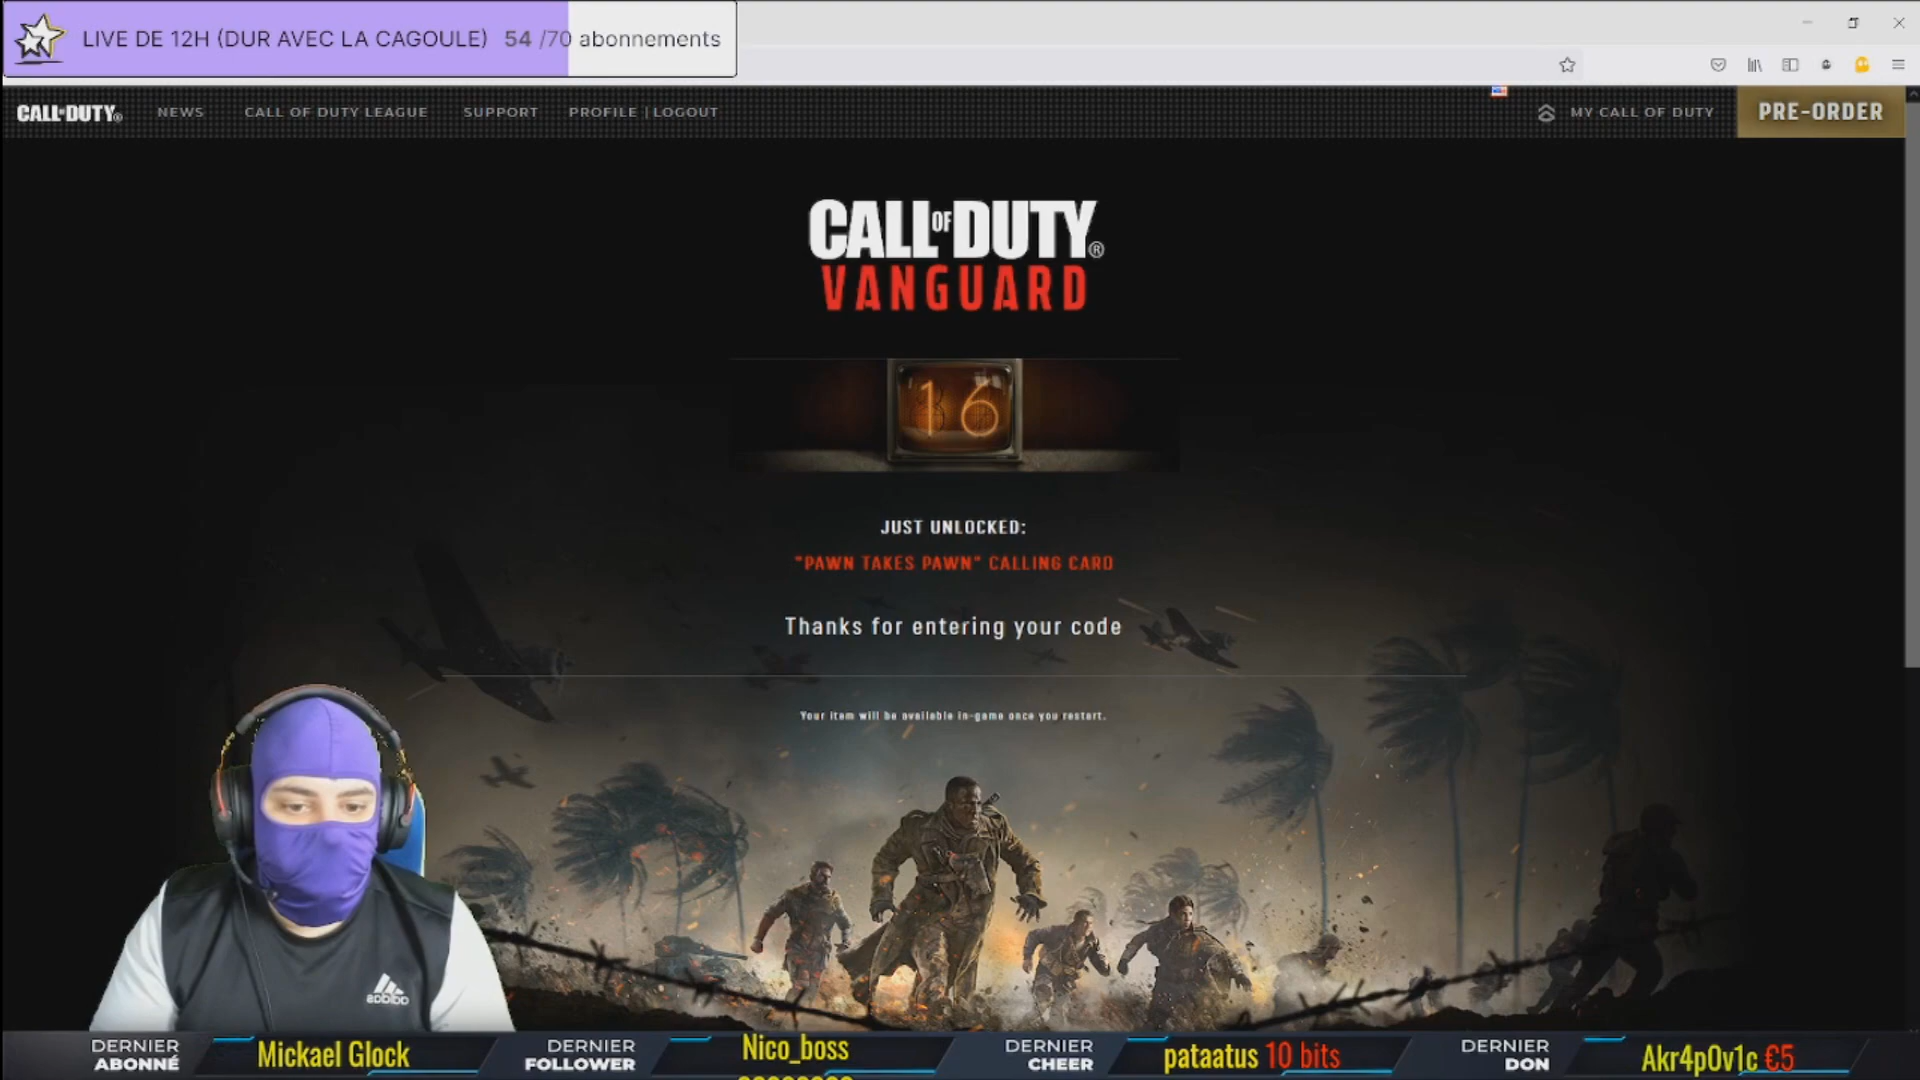 LIVE DE 12H (DUR AVEC LA CAGOULE) 54 /70 abonnements
CALL OF DUTY® NEWS CALL OF DUTY LEAGUE SUPPORT PROFILE | LOGOUT MY CALL OF DUTY PRE-ORDER
CALL OF DUTY®
VANGUARD
16
JUST UNLOCKED:
"PAWN TAKES PAWN" CALLING CARD
Thanks for entering your code
Your item will be available in-game once you restart.
adidas
DERNIER ABONNÉ
Mickael Glock
DERNIER FOLLOWER
Nico_boss
DERNIER CHEER
pataatus 10 bits
DERNIER DON
Akr4p0v1c €5